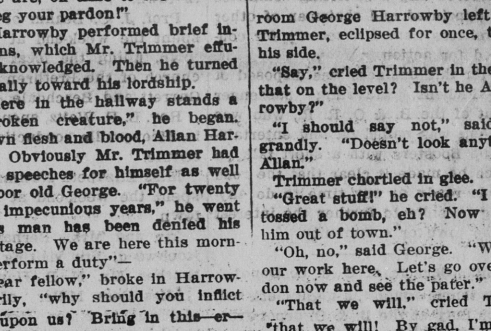 g your pardon!"
arrowby performed brief in-
ns, which Mr. Trimmer effu-
knowledged. Then he turned
ally toward his lordship.
ere in the hallway stands a
roken creature," he began.
vn flesh and blood, Allan Har-
Obviously Mr. Trimmer had
speeches for himself as well
oor old George. "For twenty
impecunious years," he went
s man has been denied his
tage. We are here this morn-
erform a duty"—
ear fellow," broke in Harrow-
rily, "why should you inflict
upon us? Bring in this—er—
room George Harrowby left
Trimmer, eclipsed for once, t
his side.
"Say," cried Trimmer in the
that on the level? Isn't he A
rowby?"
"I should say not," said
grandly. "Doesn't look anyt
Allan."
Trimmer chortled in glee.
"Great stuff!" he cried. "I
tossed a bomb, eh? Now
him out of town."
"Oh, no," said George. "W
our work here. Let's go ove
don now and see the pater."
"That we will," cried T
"that we will! By gad, I'm